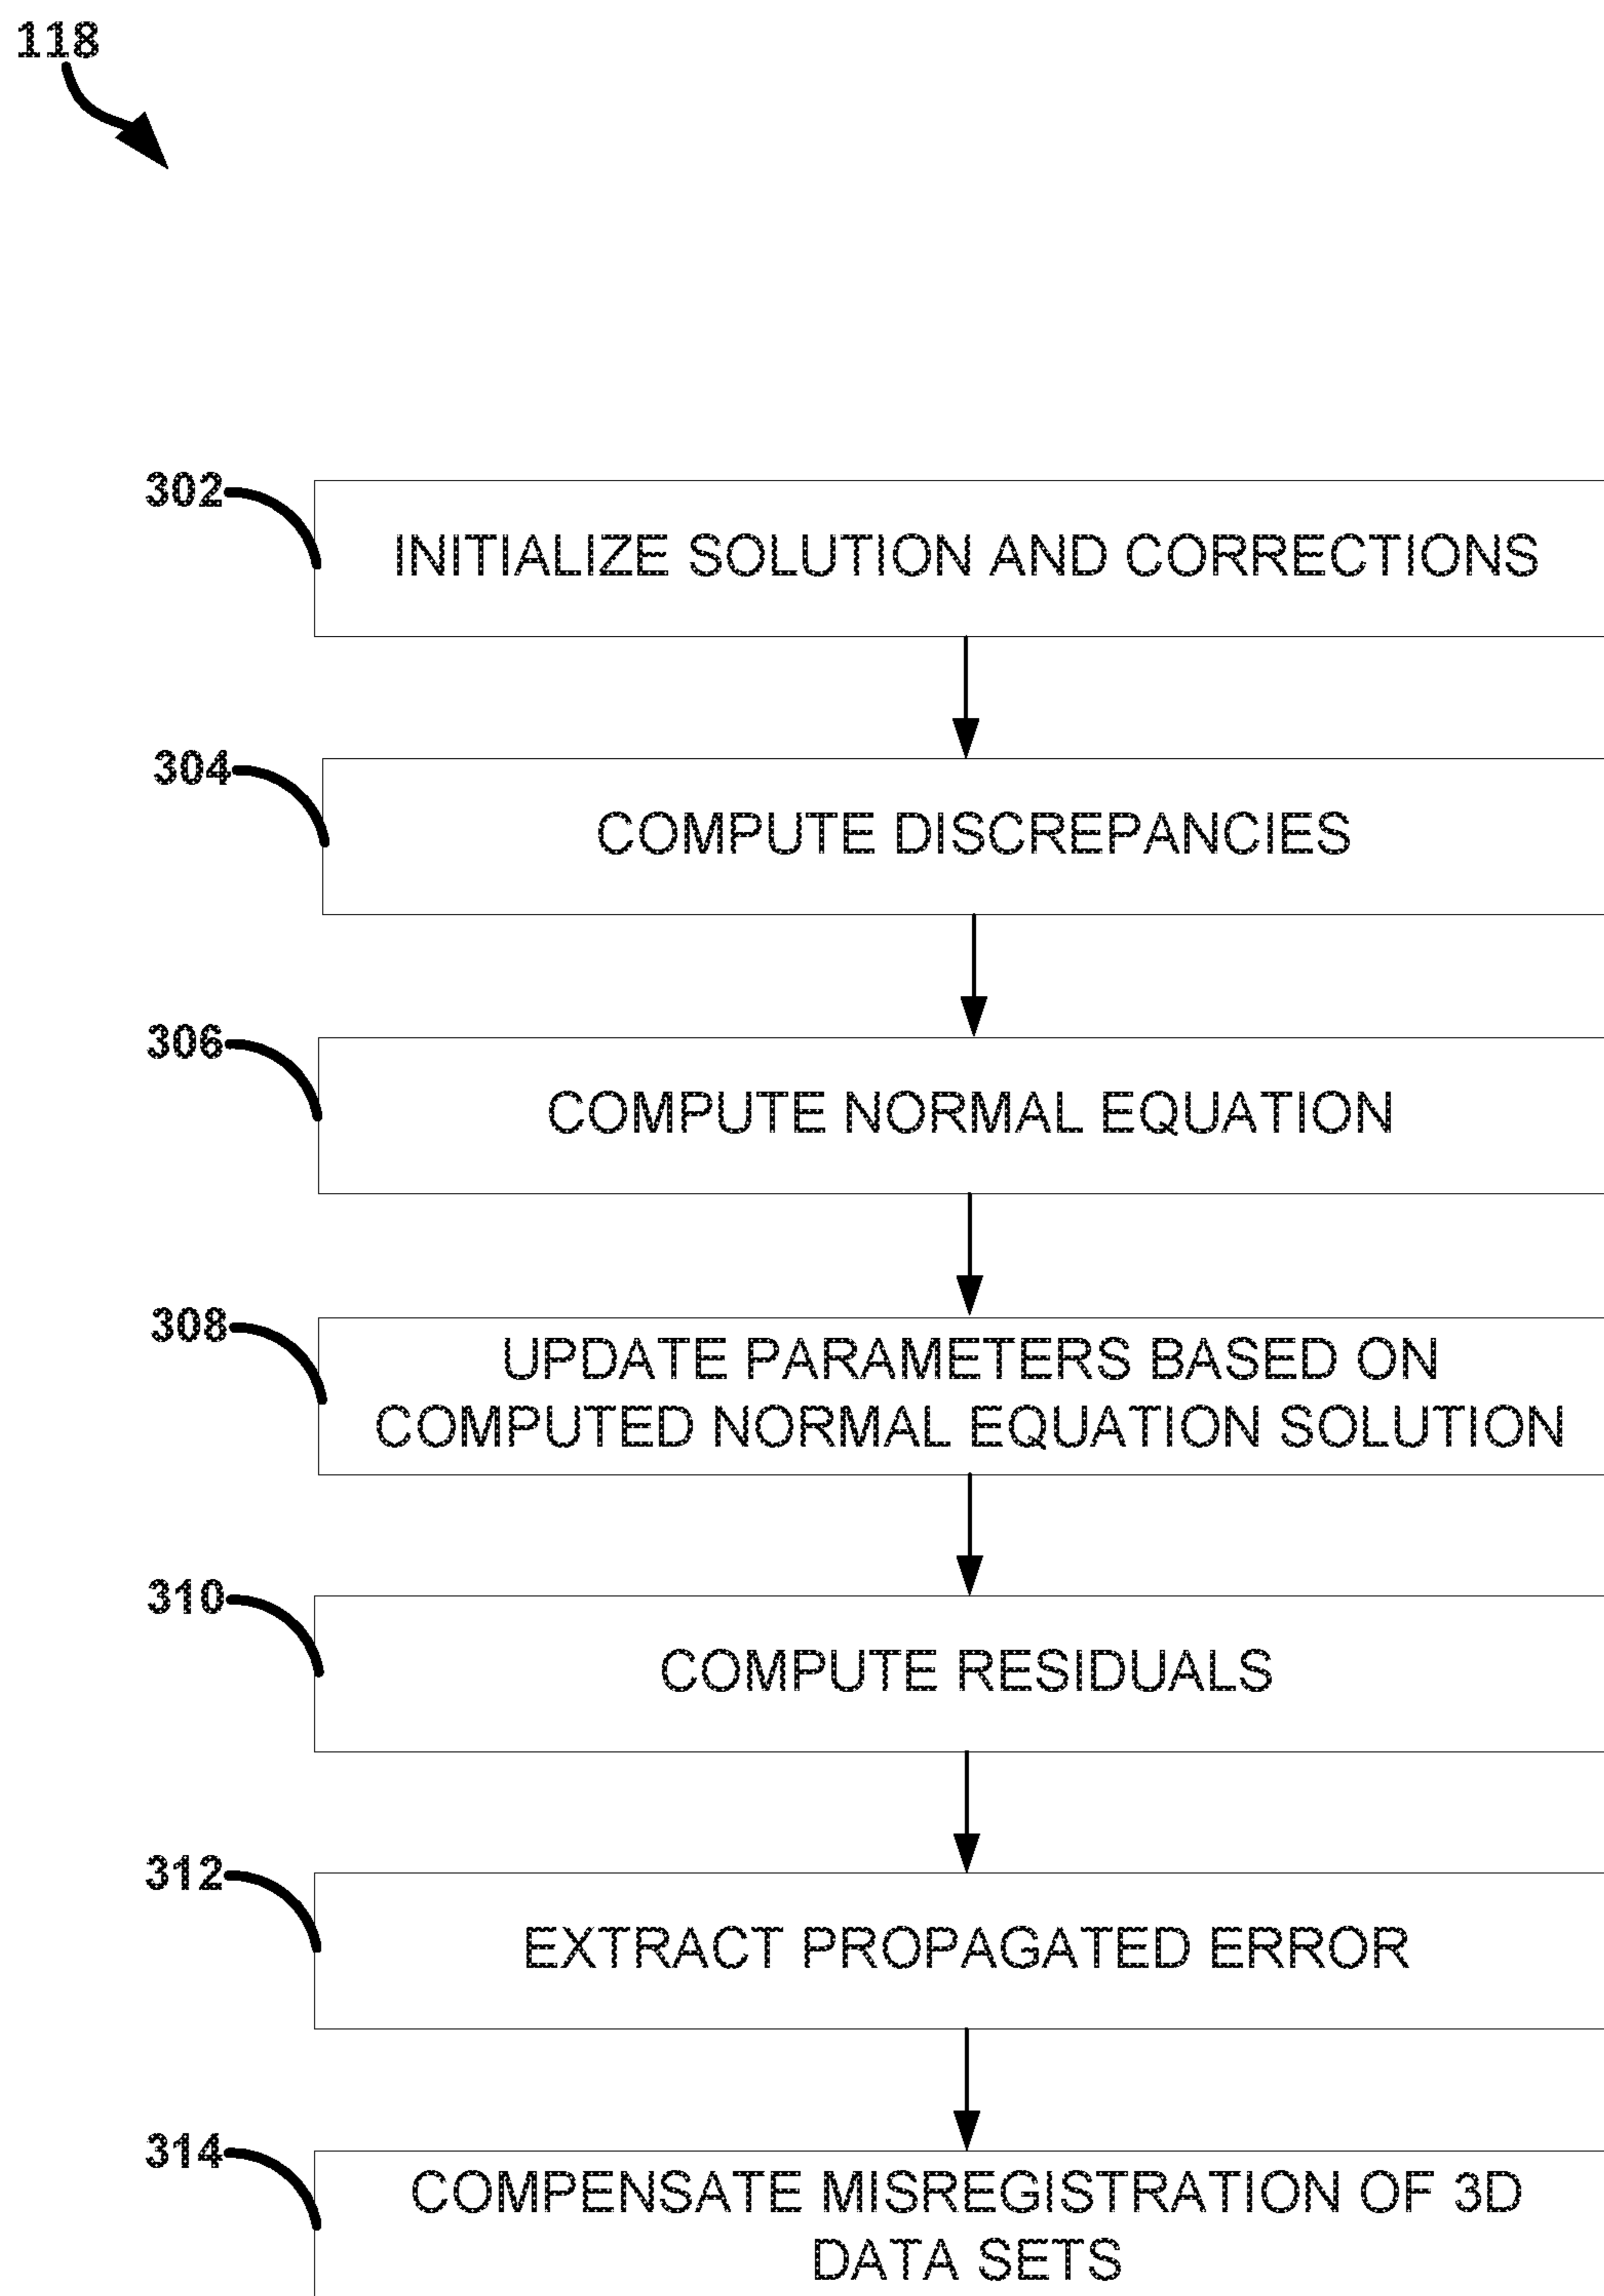 118
302
INITIALIZE SOLUTION AND CORRECTIONS
304
COMPUTE DISCREPANCIES
306
COMPUTE NORMAL EQUATION
308
UPDATE PARAMETERS BASED ON
COMPUTED NORMAL EQUATION SOLUTION
310
COMPUTE RESIDUALS
312
EXTRACT PROPAGATED ERROR
314
COMPENSATE MISREGISTRATION OF 3D
DATA SETS